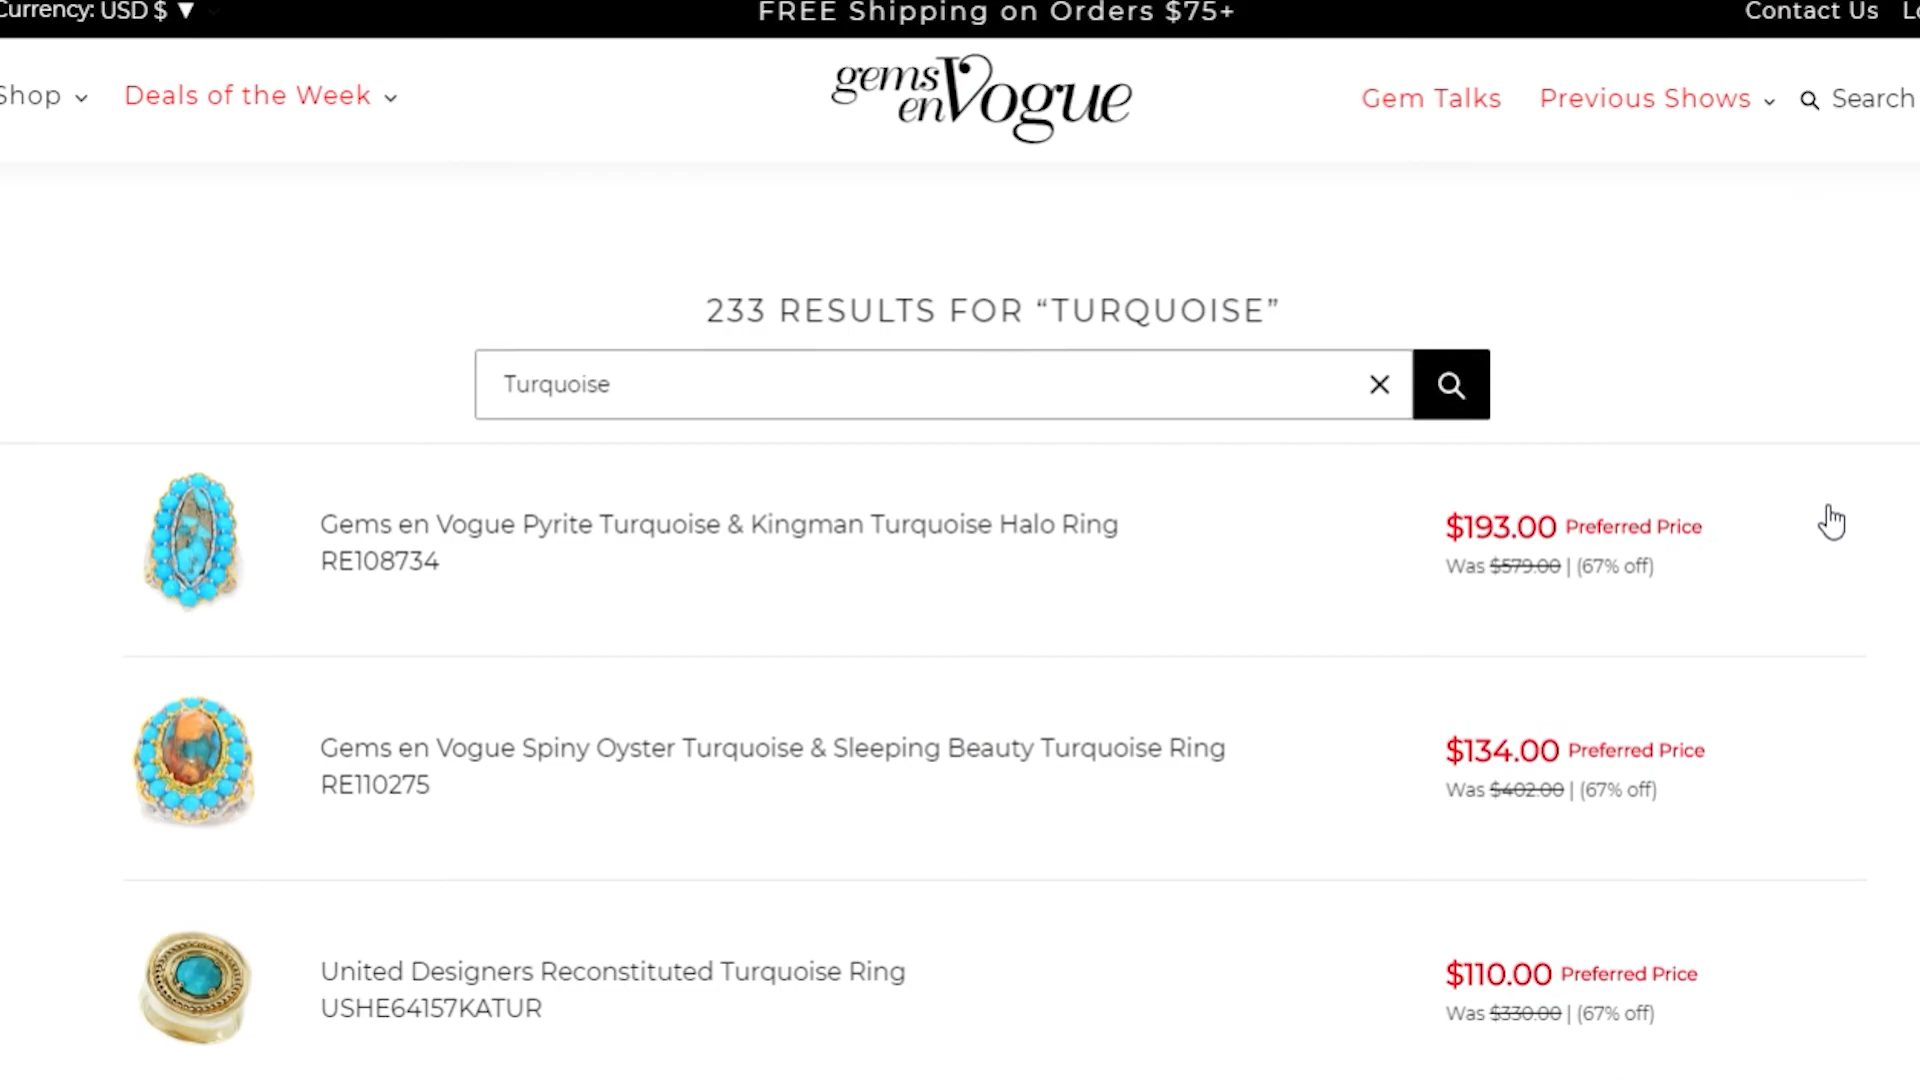 Currency: USD $ ▼
FREE Shipping on Orders $75+
Contact Us
Shop
Deals of the Week
gems en Vogue
Gem Talks
Previous Shows
Search
233 RESULTS FOR “TURQUOISE”
Turquoise
Gems en Vogue Pyrite Turquoise & Kingman Turquoise Halo Ring
RE108734
$193.00 Preferred Price
Was $579.00 | (67% off)
Gems en Vogue Spiny Oyster Turquoise & Sleeping Beauty Turquoise Ring
RE110275
$134.00 Preferred Price
Was $402.00 | (67% off)
United Designers Reconstituted Turquoise Ring
USHE64157KATUR
$110.00 Preferred Price
Was $330.00 | (67% off)